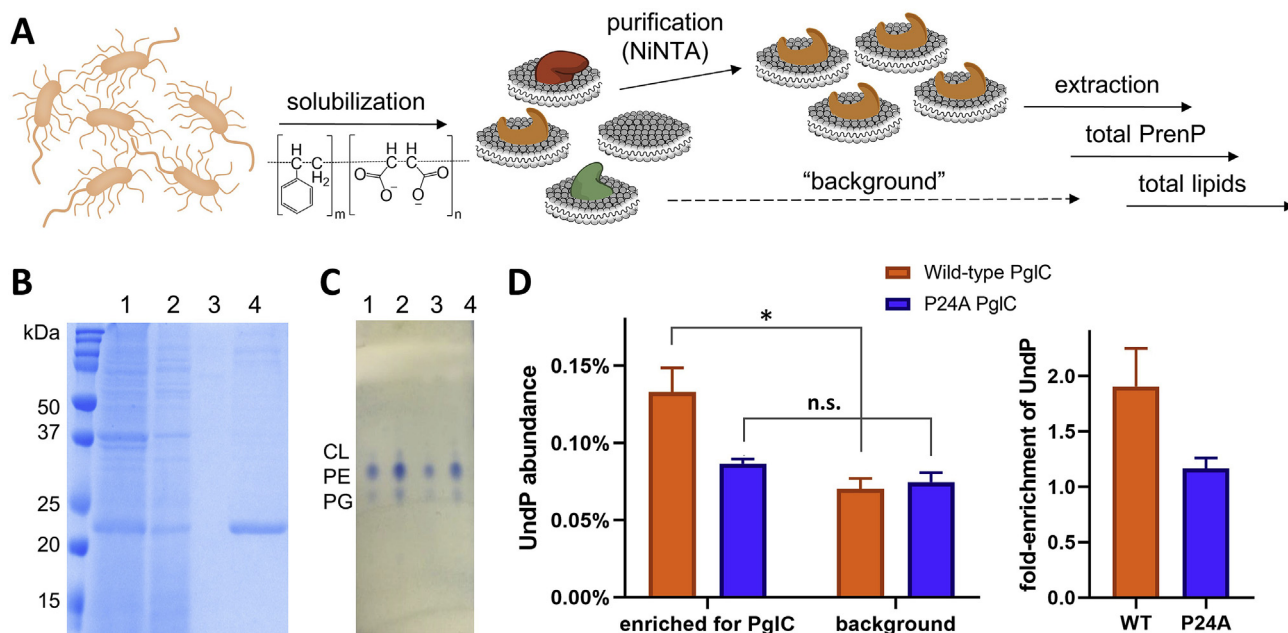 A
solubilization
H
H2
m
H H
O O
O- O-
n
purification
(NiNTA)
"background"
extraction
total PrenP
total lipids
B
1 2 3 4
kDa
50
37
25
20
15
C
1 2 3 4
CL
PE
PG
D
Wild-type PglC
P24A PglC
UndP abundance
0.15%
0.10%
0.05%
0.00%
*
n.s.
enriched for PglC
background
fold-enrichment of UndP
2.0
1.5
1.0
0.5
0.0
WT
P24A